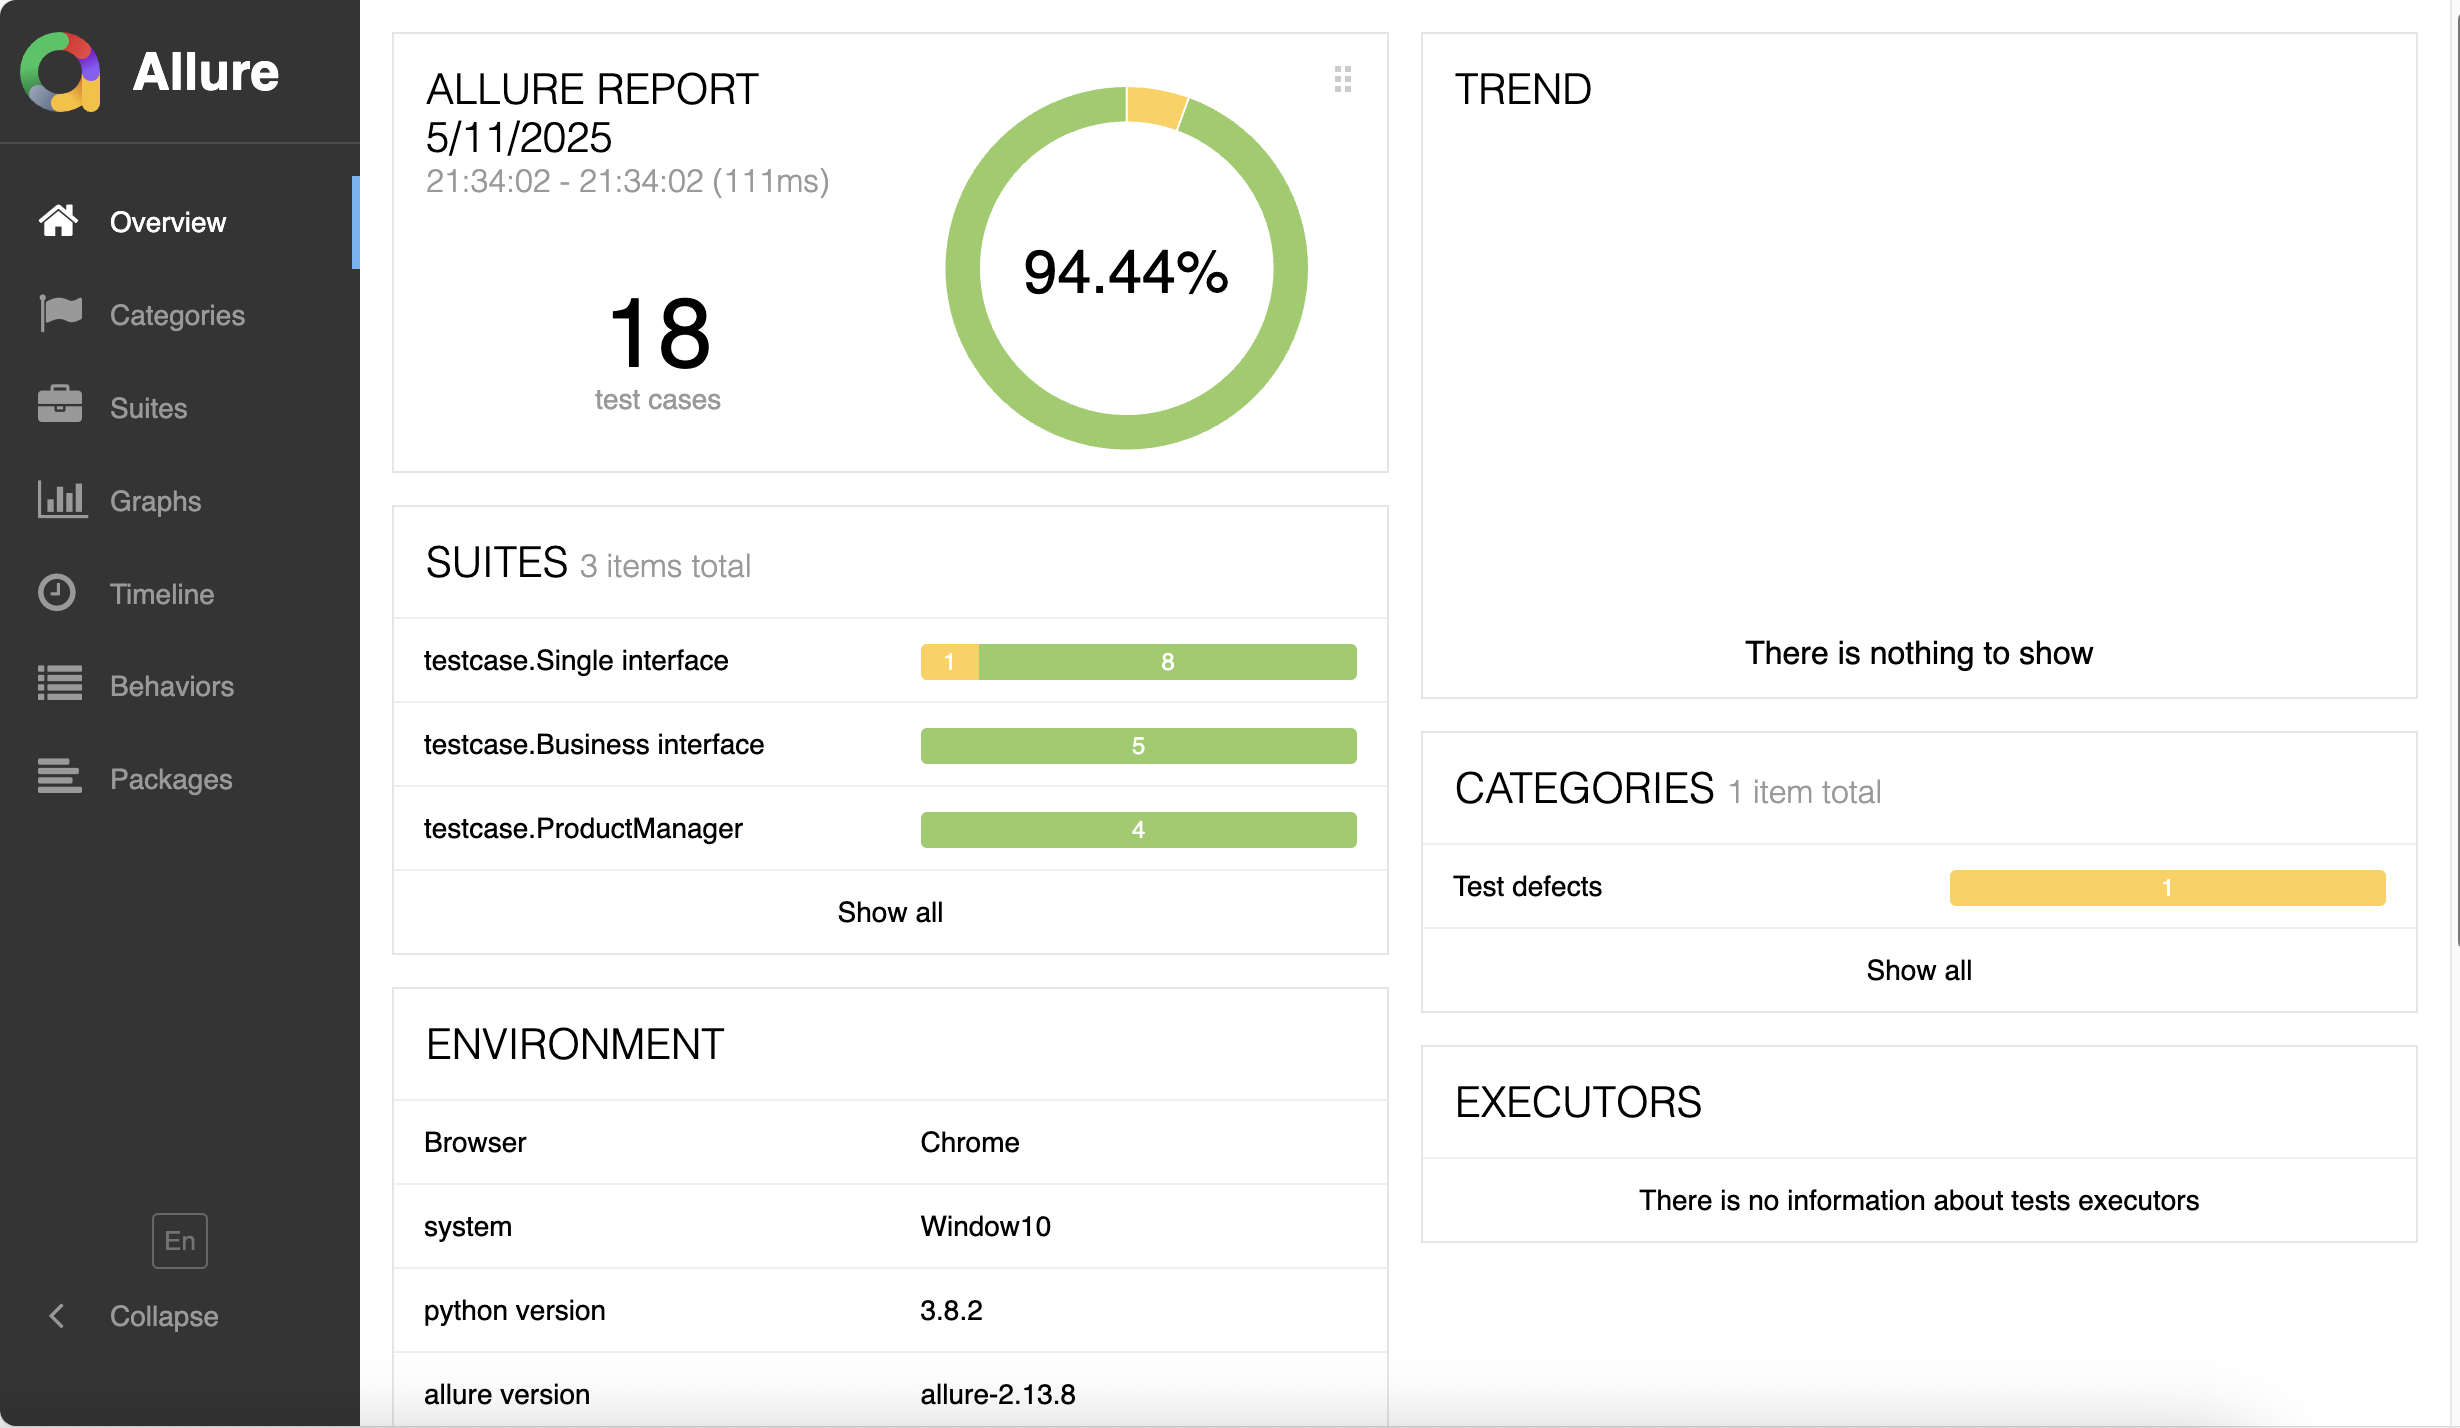 Allure
Overview
Categories
Suites
Graphs
Timeline
Behaviors
Packages
En
Collapse
ALLURE REPORT
5/11/2025
21:34:02 - 21:34:02 (111ms)
18
test cases
94.44%
SUITES 3 items total
testcase.Single interface 1 8
testcase.Business interface 5
testcase.ProductManager 4
Show all
ENVIRONMENT
Browser Chrome
system Window10
python version 3.8.2
allure version allure-2.13.8
TREND
There is nothing to show
CATEGORIES 1 item total
Test defects 1
Show all
EXECUTORS
There is no information about tests executors